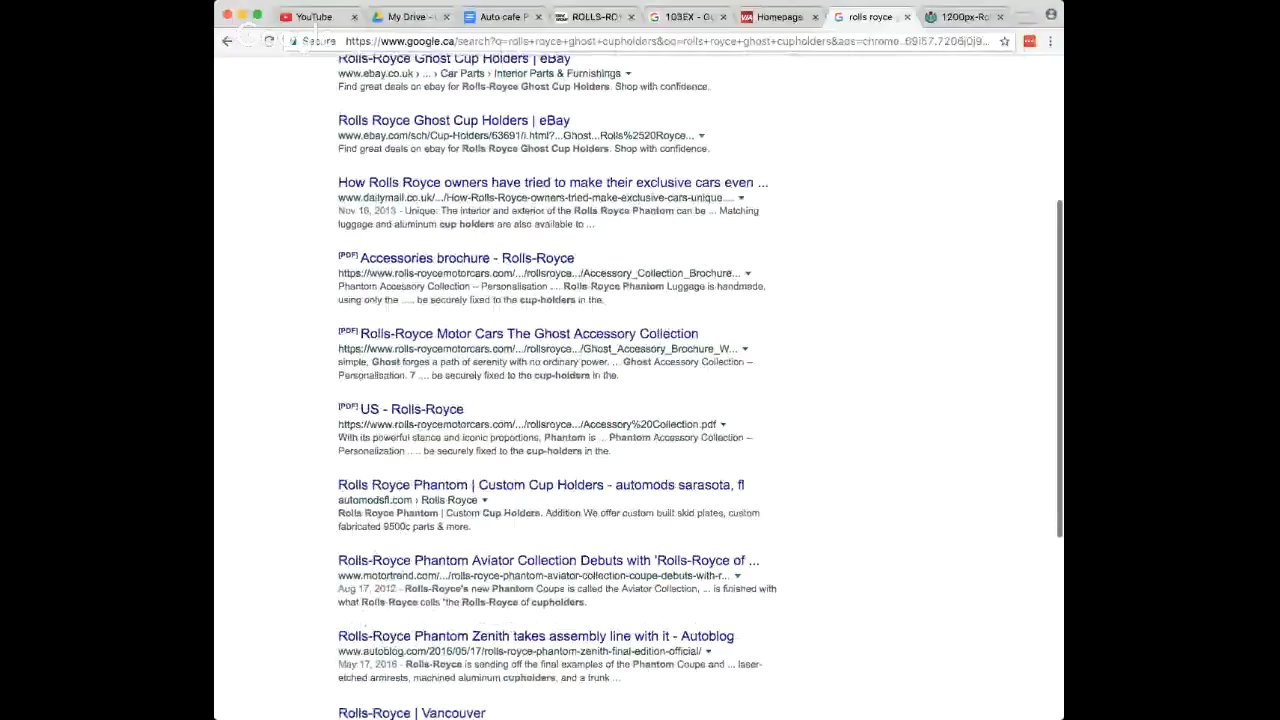 YouTube
My Drive -
Auto cafe P
ROLLS-RO
103EX - G
Homepage
rolls royce
1200px-Ro
Secure
https://www.google.ca/search?q=rolls+royce+ghost+cupholders&oq=rolls+royce+ghost+cupholders&aqs=chrome..69i57.7206j0j9...
Rolls-Royce Ghost Cup Holders | eBay
www.ebay.co.uk › ... › Car Parts › Interior Parts & Furnishings
Find great deals on ebay for Rolls-Royce Ghost Cup Holders. Shop with confidence.
Rolls Royce Ghost Cup Holders | eBay
www.ebay.com/sch/Cup-Holders/63691/i.html?...Ghost...Rolls%2520Royce...
Find great deals on ebay for Rolls Royce Ghost Cup Holders. Shop with confidence.
How Rolls Royce owners have tried to make their exclusive cars even ...
www.dailymail.co.uk/.../How-Rolls-Royce-owners-tried-make-exclusive-cars-unique....
Nov 18, 2013 - Unique: The interior and exterior of the Rolls Royce Phantom can be ... Matching
luggage and aluminum cup holders are also available to ...
[PDF] Accessories brochure - Rolls-Royce
https://www.rolls-roycemotorcars.com/.../rollsroyce.../Accessory_Collection_Brochure...
Phantom Accessory Collection – Personalisation .... Rolls-Royce Phantom Luggage is handmade,
using only the ..... be securely fixed to the cup-holders in the.
[PDF] Rolls-Royce Motor Cars The Ghost Accessory Collection
https://www.rolls-roycemotorcars.com/.../rollsroyce.../Ghost_Accessory_Brochure_W...
simple, Ghost forges a path of serenity with no ordinary power. ... Ghost Accessory Collection –
Personalisation. 7 .... be securely fixed to the cup-holders in the.
[PDF] US - Rolls-Royce
https://www.rolls-roycemotorcars.com/.../rollsroyce.../Accessory%20Collection.pdf
With its powerful stance and iconic proportions, Phantom is ... Phantom Accessory Collection –
Personalization ..... be securely fixed to the cup-holders in the.
Rolls Royce Phantom | Custom Cup Holders - automods sarasota, fl
automodsfl.com › Rolls Royce
Rolls Royce Phantom | Custom Cup Holders. Addition We offer custom built skid plates, custom
fabricated 9500c parts & more.
Rolls-Royce Phantom Aviator Collection Debuts with 'Rolls-Royce of ...
www.motortrend.com/.../rolls-royce-phantom-aviator-collection-coupe-debuts-with-r...
Aug 17, 2012 - Rolls-Royce's new Phantom Coupe is called the Aviator Collection, ... is finished with
what Rolls-Royce calls "the Rolls-Royce of cupholders.
Rolls-Royce Phantom Zenith takes assembly line with it - Autoblog
www.autoblog.com/2016/05/17/rolls-royce-phantom-zenith-final-edition-official/
May 17, 2016 - Rolls-Royce is sending off the final examples of the Phantom Coupe and ... laser-
etched armrests, machined aluminum cupholders, and a trunk ...
Rolls-Royce | Vancouver